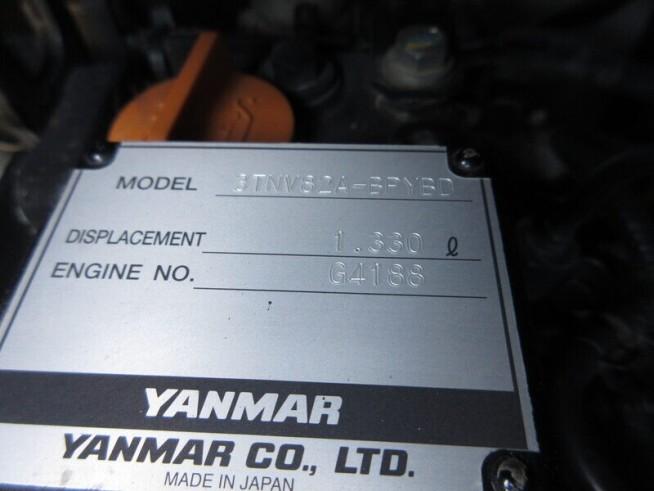 MODEL 3TNV82A-BPYBD
DISPLACEMENT 1.330 ℓ
ENGINE NO. G4188
YANMAR
YANMAR CO., LTD.
MADE IN JAPAN